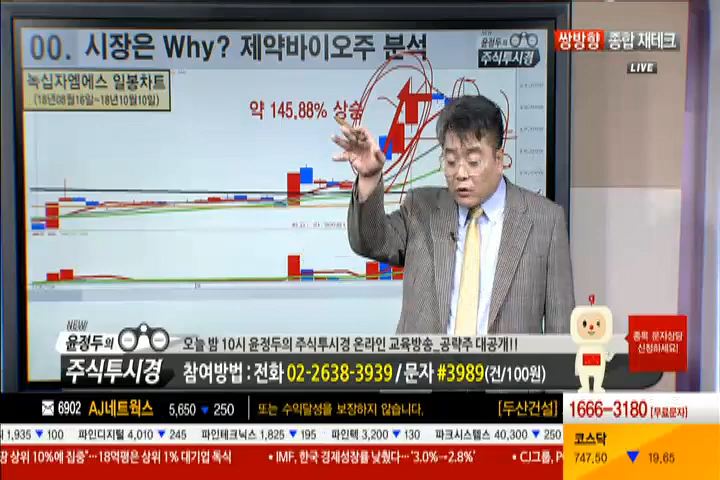 00. 시장은 Why? 제약바이오주 분석
NEW
윤정두의
주식투시경
쌍방향 종합 재테크
LIVE
녹십자엠에스 일봉차트
('18년08월16일~'18년10월10일)
약 145.88% 상승
NEW!
윤정두의
주식투시경
오늘 밤 10시 윤정두의 주식투시경 온라인 교육방송_공략주 대공개!!
참여방법 : 전화 02-2638-3939 / 문자 #3989(건/100원)
종목 문자상담
신청하세요!
6902 AJ네트웍스 5,650 ▼ 250
또는 수익달성을 보장하지 않습니다.
[두산건설]
1666-3180 [무료문자]
1,935 ▼ 100 파인디지털 4,010 ▼ 245 파인테크닉스 1,825 ▼ 195 파인텍 3,200 ▼ 130 파크시스템스 40,300 ▼ 250
코스닥
747.50 ▼ 19.65
상위 10%에 집중"…18억평은 상위 1% 대기업 독식 • IMF, 한국 경제성장률 낮췄다…'3.0%→2.8%' • CJ그룹,